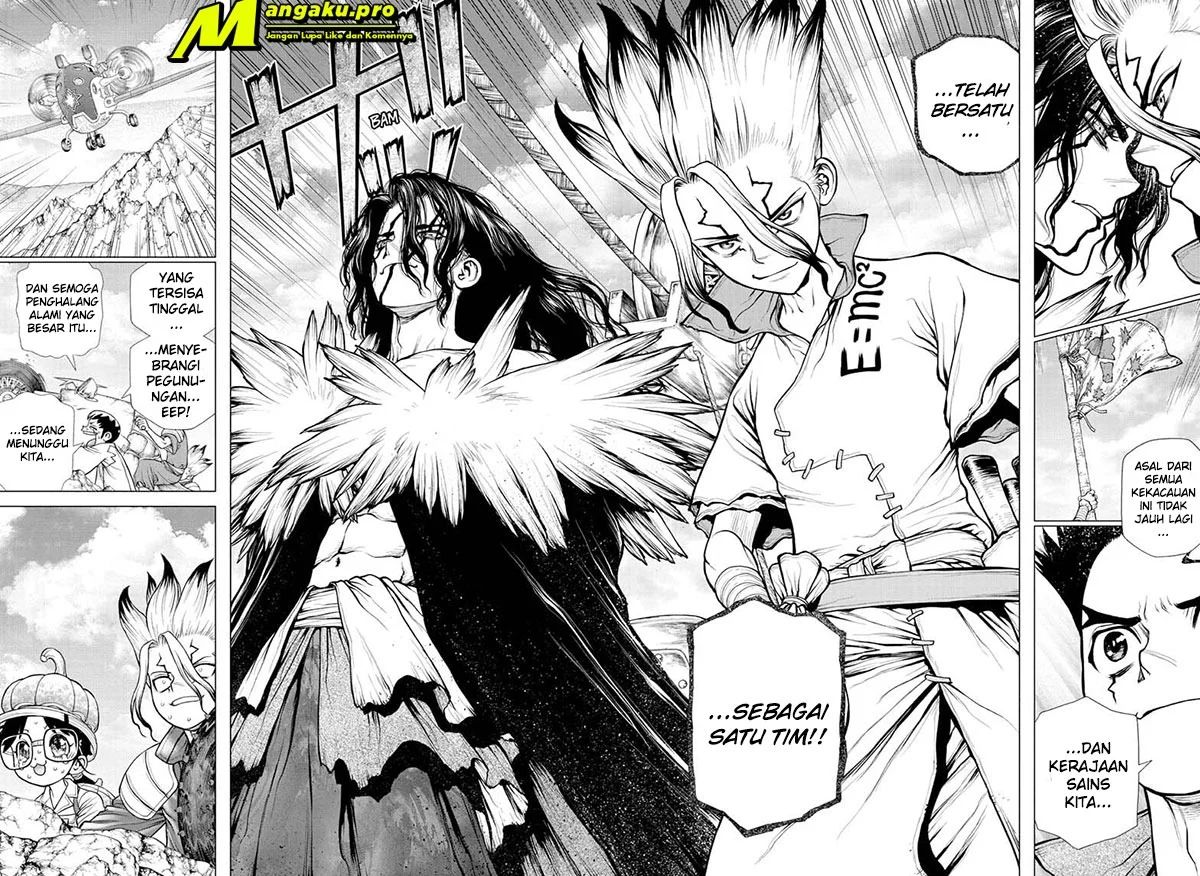 Mangaku.pro
Jangan Lupa Like dan Komennya
ASAL DARI
SEMUA
KEKACAUAN
INI TIDAK
JAUH LAGI
...
...DAN
KERAJAAN
SAINS
KITA...
...TELAH
BERSATU
...
BAM
E=mc²
...SEBAGAI
SATU TIM!!
YANG
TERSISA
TINGGAL
...
...MENYE-
BRANGI
PEGUNU-
NGAN...
EEP!
DAN SEMOGA
PENGHALANG
ALAMI YANG
BESAR ITU...
...SEDANG
MENUNGGU
KITA...